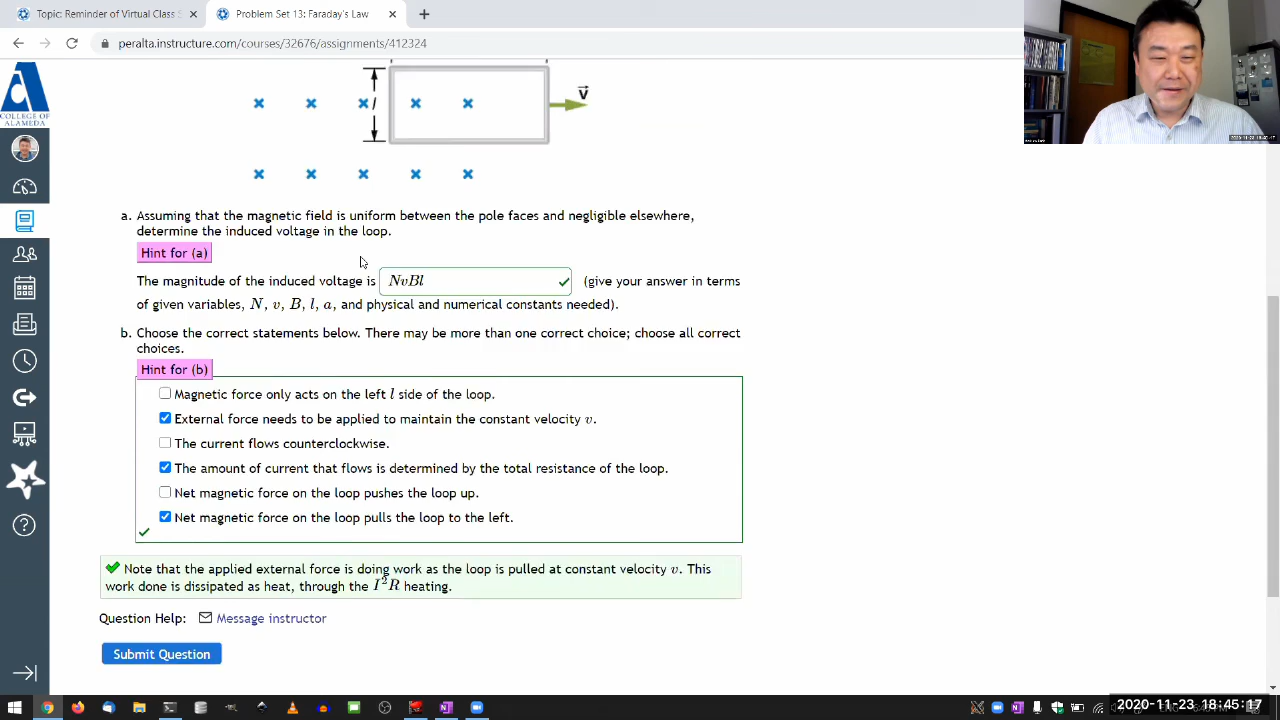 Topic: Reminder of Virtual Class S
Problem Set 13: Faraday's Law
peralta.instructure.com/courses/32676/assignments/412324
COLLEGE OF
ALAMEDA
l
v
a. Assuming that the magnetic field is uniform between the pole faces and negligible elsewhere,
determine the induced voltage in the loop.
Hint for (a)
The magnitude of the induced voltage is NvBl (give your answer in terms
of given variables, N, v, B, l, a, and physical and numerical constants needed).
b. Choose the correct statements below. There may be more than one correct choice; choose all correct
choices.
Hint for (b)
Magnetic force only acts on the left l side of the loop.
External force needs to be applied to maintain the constant velocity v.
The current flows counterclockwise.
The amount of current that flows is determined by the total resistance of the loop.
Net magnetic force on the loop pushes the loop up.
Net magnetic force on the loop pulls the loop to the left.
Note that the applied external force is doing work as the loop is pulled at constant velocity v. This
work done is dissipated as heat, through the I²R heating.
Question Help: Message instructor
Submit Question
2020-11-23 18:45:17